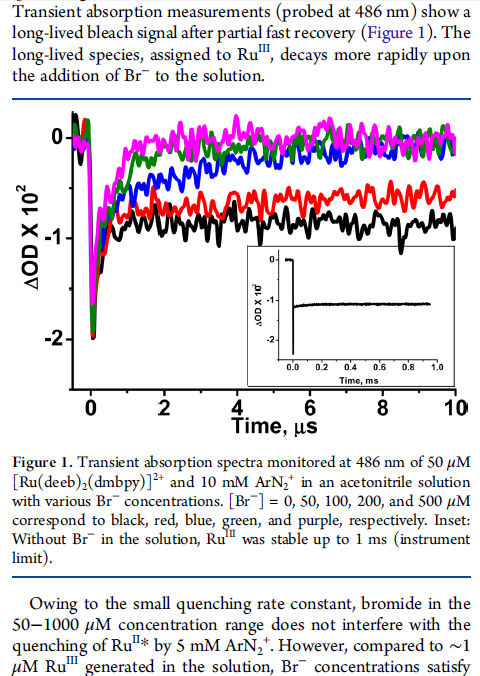 Transient absorption measurements (probed at 486 nm) show a
long-lived bleach signal after partial fast recovery (Figure 1). The
long-lived species, assigned to Ruᴵᴵᴵ, decays more rapidly upon
the addition of Br⁻ to the solution.
0
-1
-2
ΔOD X 10²
0
-1
-2
ΔOD X 10²
0.0 0.2 0.4 0.6 0.8 1.0
Time, ms
0 2 4 6 8 10
Time, μs
Figure 1. Transient absorption spectra monitored at 486 nm of 50 μM
[Ru(deeb)₂(dmbpy)]²⁺ and 10 mM ArN₂⁺ in an acetonitrile solution
with various Br⁻ concentrations. [Br⁻] = 0, 50, 100, 200, and 500 μM
correspond to black, red, blue, green, and purple, respectively. Inset:
Without Br⁻ in the solution, Ruᴵᴵᴵ was stable up to 1 ms (instrument
limit).
Owing to the small quenching rate constant, bromide in the
50−1000 μM concentration range does not interfere with the
quenching of Ruᴵᴵ* by 5 mM ArN₂⁺. However, compared to ∼1
μM Ruᴵᴵᴵ generated in the solution, Br⁻ concentrations satisfy